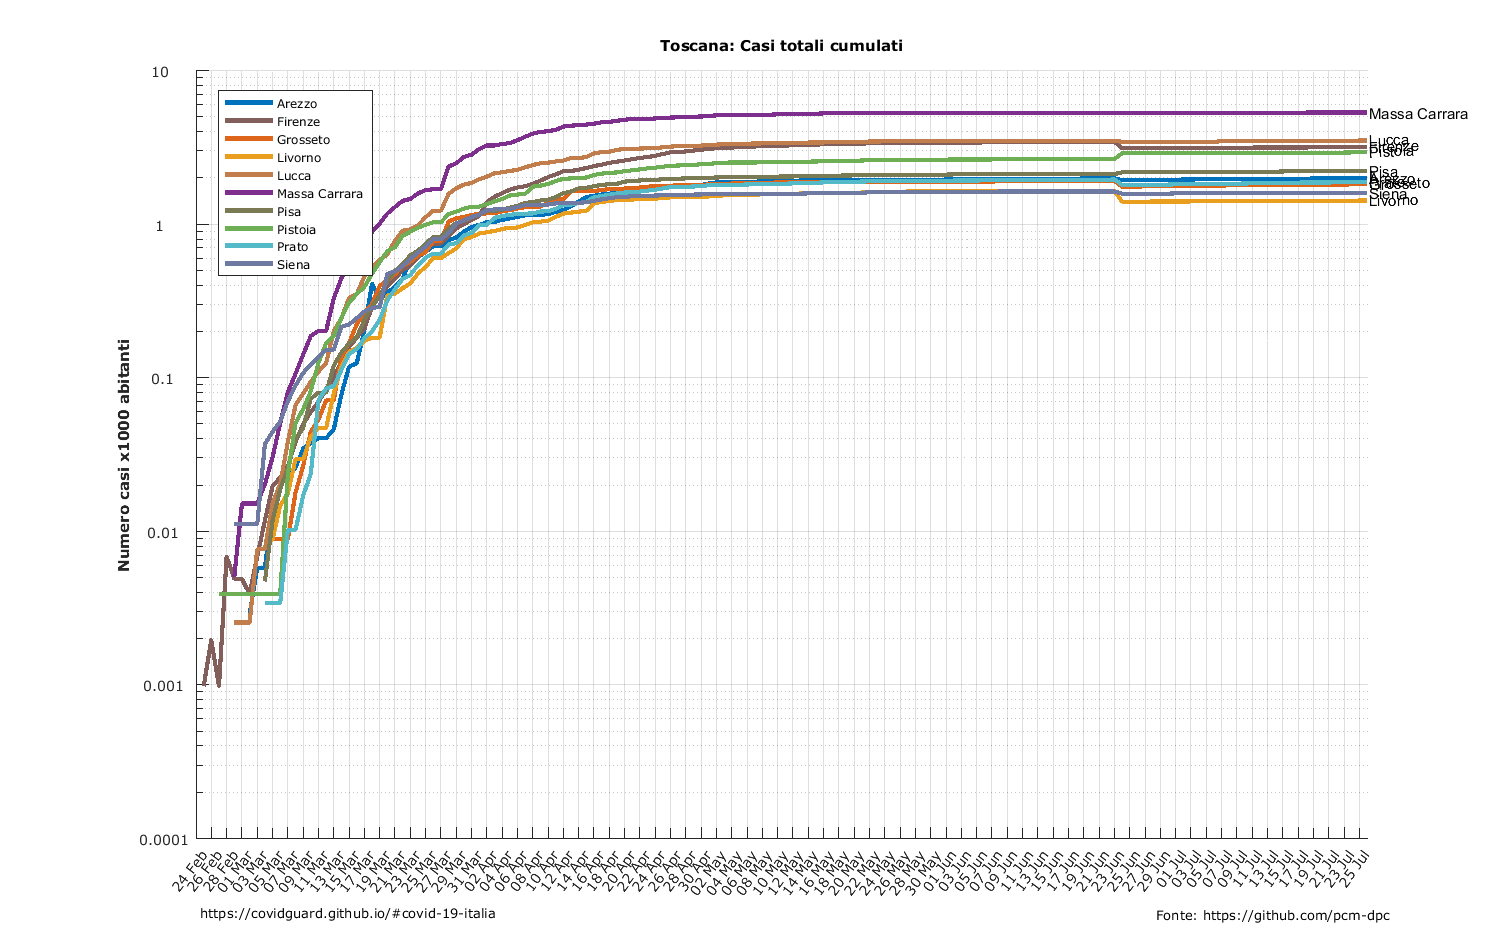 Toscana: Casi totali cumulati
10
1
0.1
0.01
0.001
0.0001
Numero casi x1000 abitanti
Arezzo
Firenze
Grosseto
Livorno
Lucca
Massa Carrara
Pisa
Pistoia
Prato
Siena
Massa Carrara
Lucca
Firenze
Pistoia
Pisa
Arezzo
Grosseto
Siena
Livorno
24 Feb
26 Feb
28 Feb
01 Mar
03 Mar
05 Mar
07 Mar
09 Mar
11 Mar
13 Mar
15 Mar
17 Mar
19 Mar
21 Mar
23 Mar
25 Mar
27 Mar
29 Mar
31 Mar
02 Apr
04 Apr
06 Apr
08 Apr
10 Apr
12 Apr
14 Apr
16 Apr
18 Apr
20 Apr
22 Apr
24 Apr
26 Apr
28 Apr
30 Apr
02 May
04 May
06 May
08 May
10 May
12 May
14 May
16 May
18 May
20 May
22 May
24 May
26 May
28 May
30 May
01 Jun
03 Jun
05 Jun
07 Jun
09 Jun
11 Jun
13 Jun
15 Jun
17 Jun
19 Jun
21 Jun
23 Jun
25 Jun
27 Jun
29 Jun
01 Jul
03 Jul
05 Jul
07 Jul
09 Jul
11 Jul
13 Jul
15 Jul
17 Jul
19 Jul
21 Jul
23 Jul
25 Jul
https://covidguard.github.io/#covid-19-italia
Fonte: https://github.com/pcm-dpc